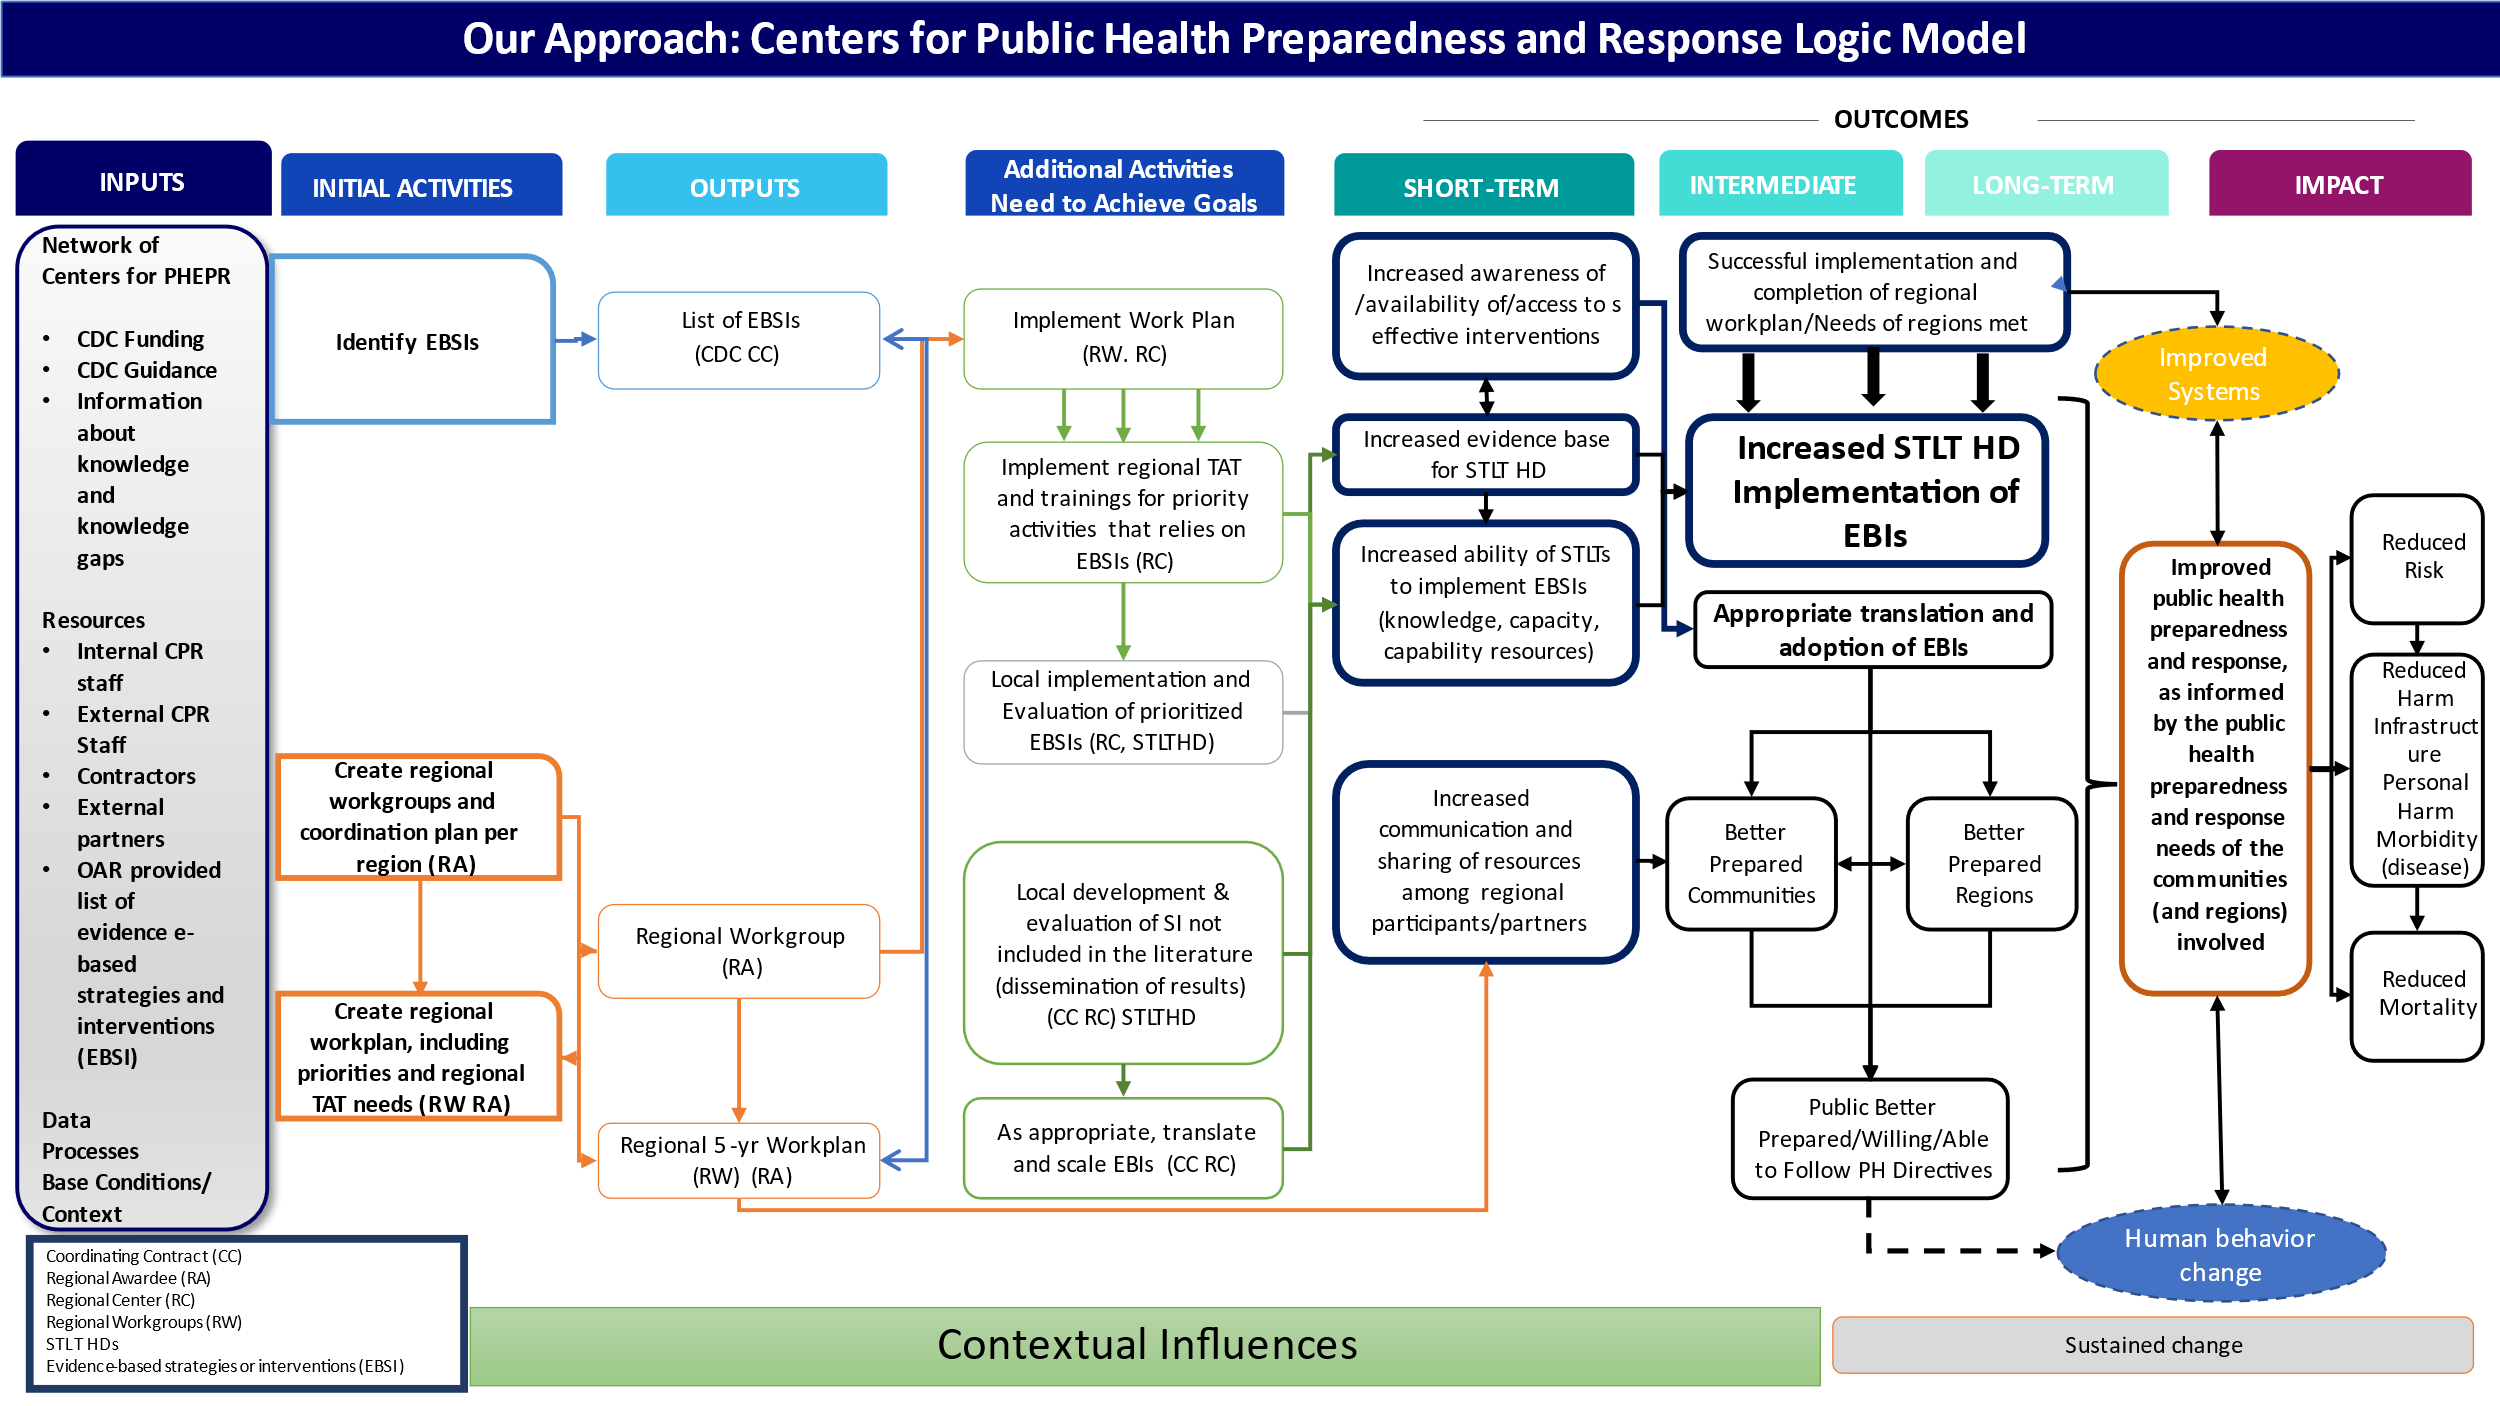 Our Approach: Centers for Public Health Preparedness and Response Logic Model
OUTCOMES
INPUTS
INITIAL ACTIVITIES
OUTPUTS
Additional Activities
Need to Achieve Goals
SHORT-TERM
INTERMEDIATE
LONG-TERM
IMPACT
Network of
Centers for PHEPR
• CDC Funding
• CDC Guidance
• Information
about
knowledge
and
knowledge
gaps
Resources
• Internal CPR
staff
• External CPR
Staff
• Contractors
• External
partners
• OAR provided
list of
evidence e-
based
strategies and
interventions
(EBSI)
Data
Processes
Base Conditions/
Context
Identify EBSIs
Create regional
workgroups and
coordination plan per
region (RA)
Create regional
workplan, including
priorities and regional
TAT needs (RW RA)
List of EBSIs
(CDC CC)
Regional Workgroup
(RA)
Regional 5-yr Workplan
(RW) (RA)
Implement Work Plan
(RW. RC)
Implement regional TAT
and trainings for priority
activities that relies on
EBSIs (RC)
Local implementation and
Evaluation of prioritized
EBSIs (RC, STLTHD)
Local development &
evaluation of SI not
included in the literature
(dissemination of results)
(CC RC) STLTHD
As appropriate, translate
and scale EBIs (CC RC)
Increased awareness of
/availability of/access to s
effective interventions
Increased evidence base
for STLT HD
Increased ability of STLTs
to implement EBSIs
(knowledge, capacity,
capability resources)
Increased
communication and
sharing of resources
among regional
participants/partners
Successful implementation and
completion of regional
workplan/Needs of regions met
Increased STLT HD
Implementation of
EBIs
Appropriate translation and
adoption of EBIs
Better
Prepared
Communities
Better
Prepared
Regions
Public Better
Prepared/Willing/Able
to Follow PH Directives
Improved
Systems
Improved
public health
preparedness
and response,
as informed
by the public
health
preparedness
and response
needs of the
communities
(and regions)
involved
Human behavior
change
Reduced
Risk
Reduced
Harm
Infrastruct
ure
Personal
Harm
Morbidity
(disease)
Reduced
Mortality
Coordinating Contract (CC)
Regional Awardee (RA)
Regional Center (RC)
Regional Workgroups (RW)
STLT HDs
Evidence-based strategies or interventions (EBSI)
Contextual Influences
Sustained change